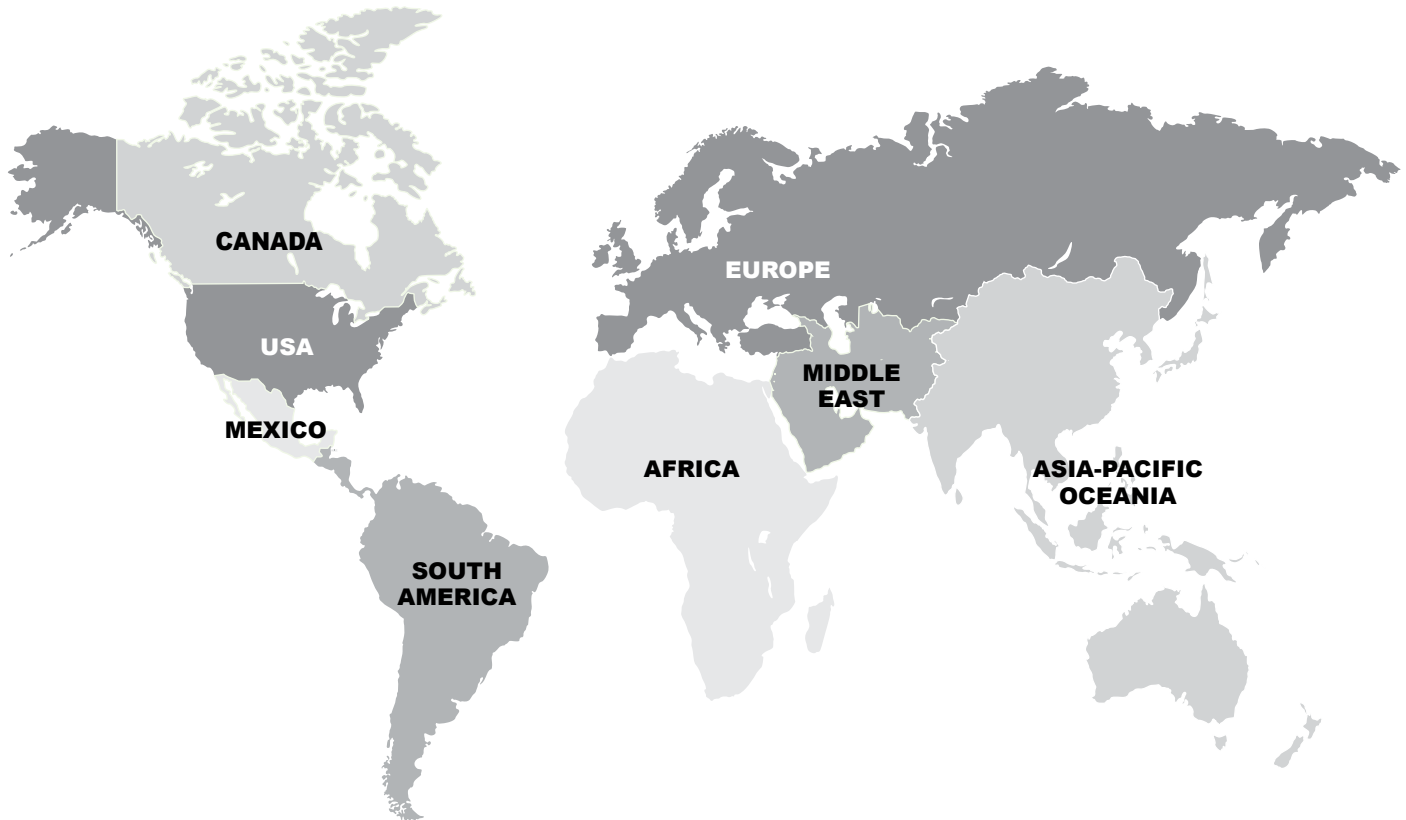 CANADA
EUROPE
USA
MIDDLE
EAST
MEXICO
AFRICA
ASIA-PACIFIC
OCEANIA
SOUTH
AMERICA